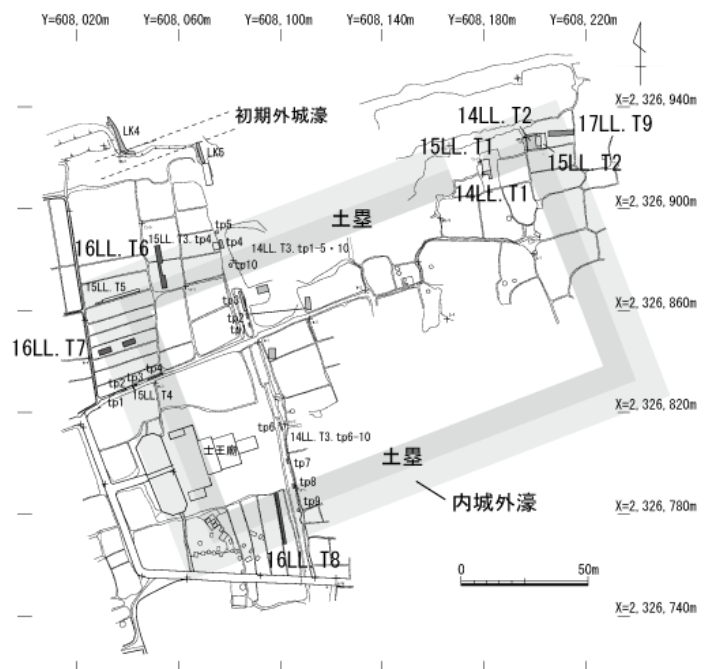 Y=608,020m
Y=608,060m
Y=608,100m
Y=608,140m
Y=608,180m
Y=608,220m
X=2,326,940m
初期外城濠
LK4
LK5
14LL.T2
17LL.T9
15LL.T1
15LL.T2
14LL.T1
X=2,326,900m
土塁
tp5
16LL.T6
15LL.T3.tp4
tp4
14LL.T3.tp1-5・10
tp10
15LL.T5
tp3
X=2,326,860m
tp2
tp1
16LL.T7
tp4
tp3
tp2
15LL.T4
tp1
X=2,326,820m
tp6
14LL.T3.tp6-10
士王廟
土塁
tp7
tp8
内城外濠
tp9
X=2,326,780m
16LL.T8
0
50m
X=2,326,740m